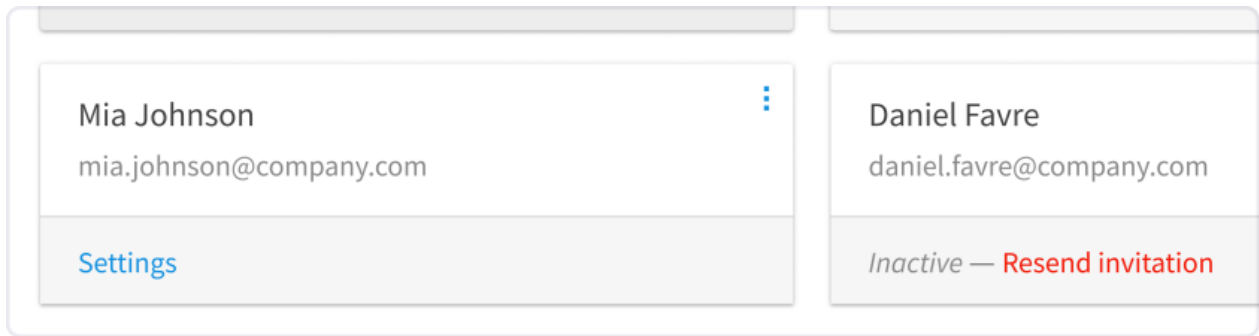 Mia Johnson
mia.johnson@company.com
Settings
Daniel Favre
daniel.favre@company.com
Inactive — Resend invitation